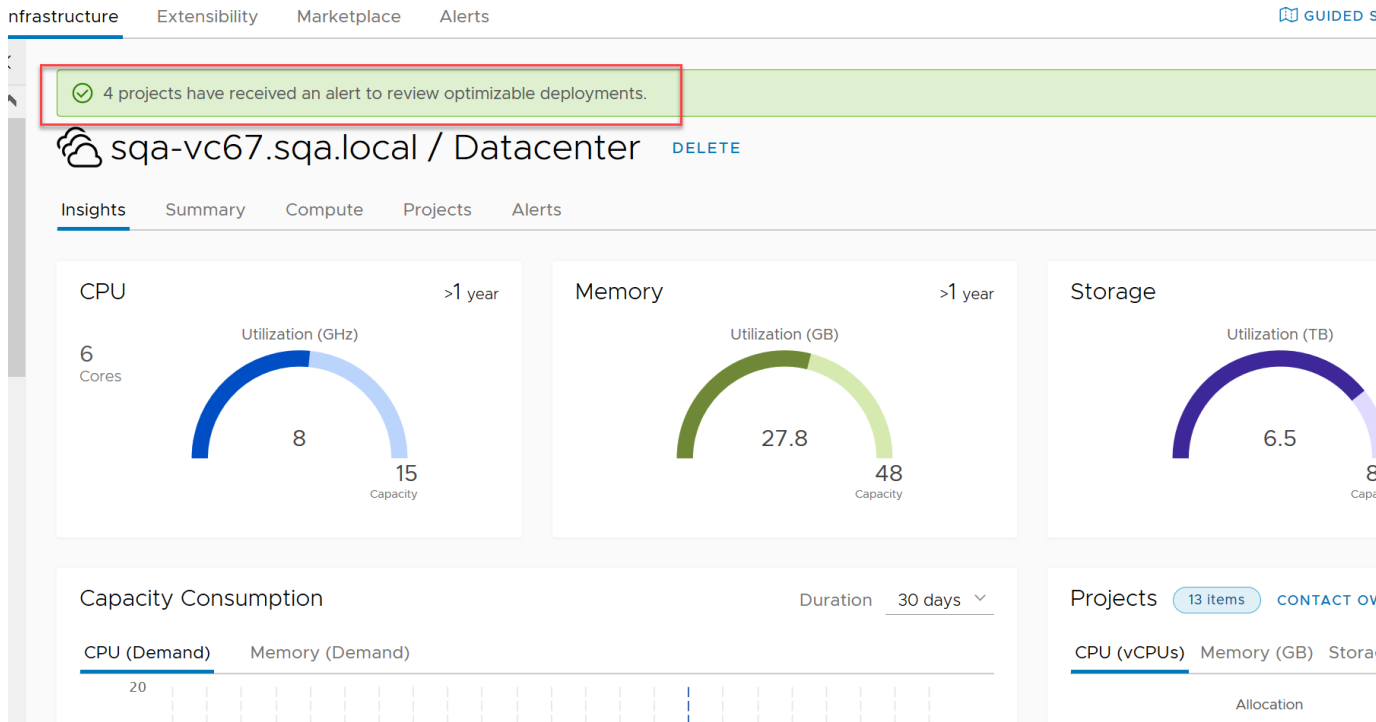 nfrastructure Extensibility Marketplace Alerts GUIDED S
4 projects have received an alert to review optimizable deployments.
sqa-vc67.sqa.local / Datacenter DELETE
Insights Summary Compute Projects Alerts
CPU >1 year
Utilization (GHz)
6
Cores
8
15
Capacity
Memory >1 year
Utilization (GB)
27.8
48
Capacity
Storage
Utilization (TB)
6.5
8
Capa
Capacity Consumption Duration 30 days
CPU (Demand) Memory (Demand)
20
Projects 13 items CONTACT OW
CPU (vCPUs) Memory (GB) Stora
Allocation